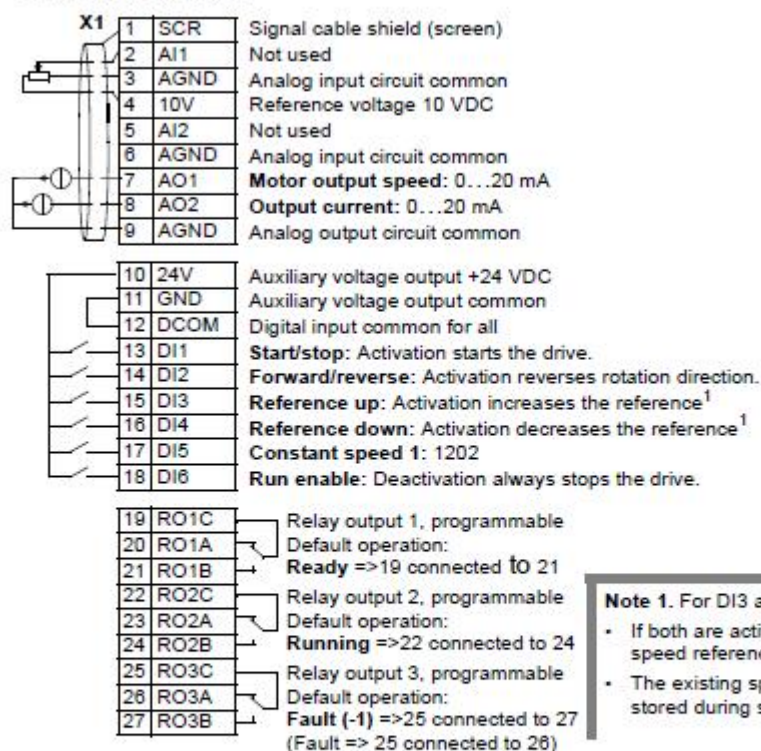 X1
1 SCR Signal cable shield (screen)
2 AI1 Not used
3 AGND Analog input circuit common
4 10V Reference voltage 10 VDC
5 AI2 Not used
6 AGND Analog input circuit common
7 AO1 Motor output speed: 0…20 mA
8 AO2 Output current: 0…20 mA
9 AGND Analog output circuit common
10 24V Auxiliary voltage output +24 VDC
11 GND Auxiliary voltage output common
12 DCOM Digital input common for all
13 DI1 Start/stop: Activation starts the drive.
14 DI2 Forward/reverse: Activation reverses rotation direction.
15 DI3 Reference up: Activation increases the reference1
16 DI4 Reference down: Activation decreases the reference1
17 DI5 Constant speed 1: 1202
18 DI6 Run enable: Deactivation always stops the drive.
19 RO1C Relay output 1, programmable
20 RO1A Default operation:
21 RO1B Ready =>19 connected to 21
22 RO2C Relay output 2, programmable
23 RO2A Default operation:
24 RO2B Running =>22 connected to 24
25 RO3C Relay output 3, programmable
26 RO3A Default operation:
27 RO3B Fault (-1) =>25 connected to 27
(Fault => 25 connected to 26)
Note 1. For DI3 a
• If both are acti
speed referenc
• The existing sp
stored during s